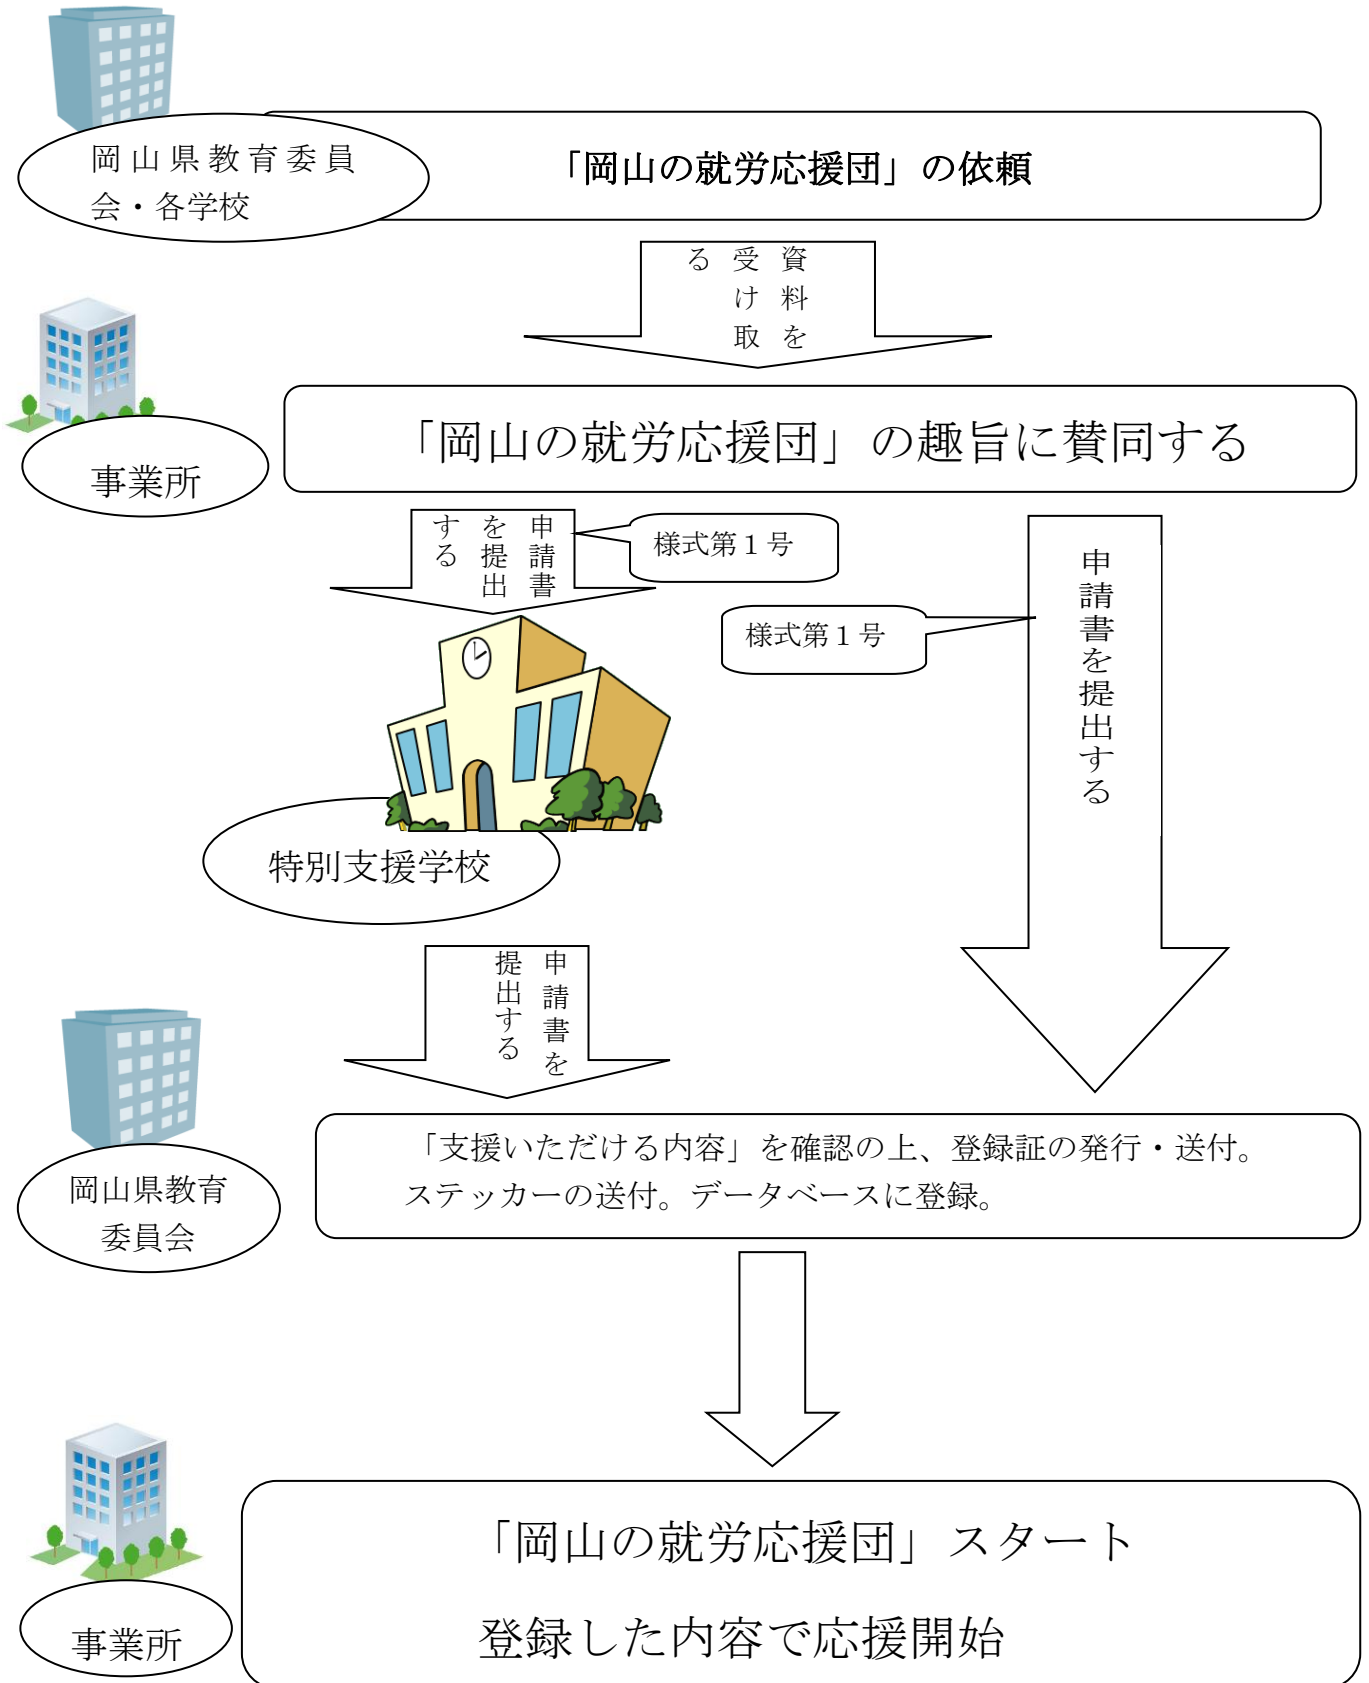 岡山県教育委員
会・各学校
「岡山の就労応援団」の依頼
資料を
受け取
る
「岡山の就労応援団」の趣旨に賛同する
事業所
申請書
を提出
する
様式第１号
様式第１号
申請書を提出する
特別支援学校
申請書を
提出する
岡山県教育
委員会
「支援いただける内容」を確認の上、登録証の発行・送付。
ステッカーの送付。データベースに登録。
「岡山の就労応援団」スタート
登録した内容で応援開始
事業所